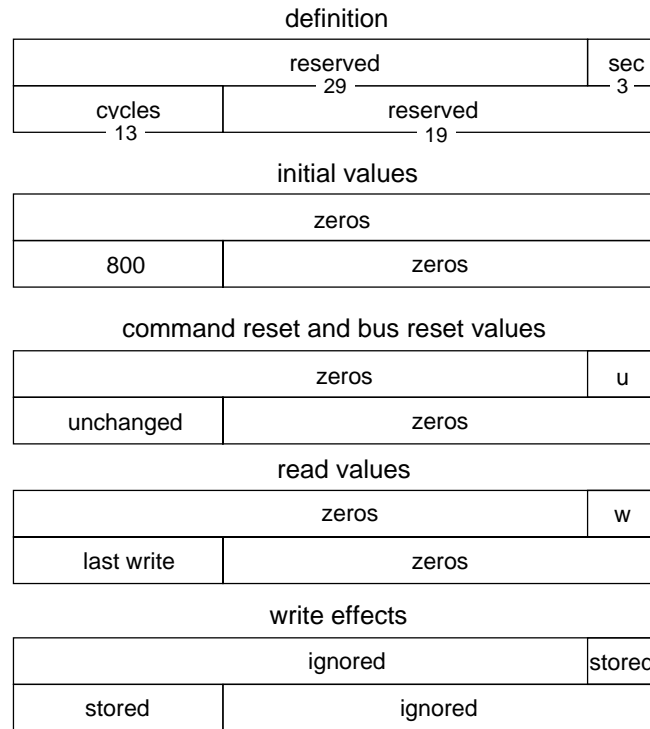 definition
reserved sec
29 3
cycles reserved
13 19
initial values
zeros
800 zeros
command reset and bus reset values
zeros u
unchanged zeros
read values
zeros w
last write zeros
write effects
ignored stored
stored ignored